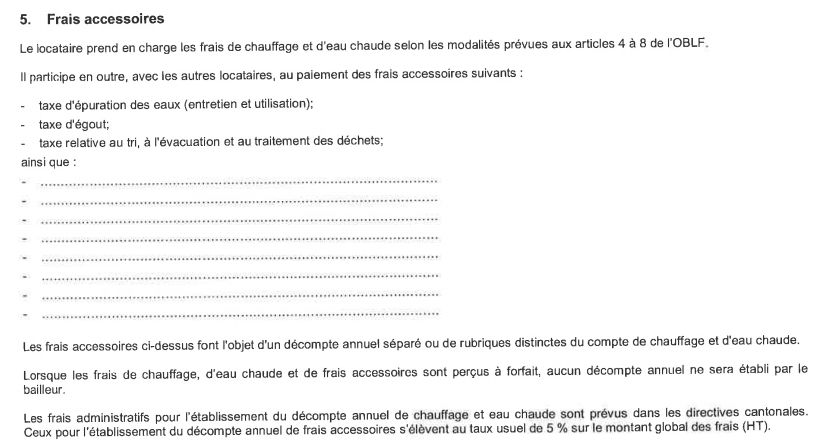 5. Frais accessoires
Le locataire prend en charge les frais de chauffage et d'eau chaude selon les modalités prévues aux articles 4 à 8 de l'OBLF.
Il participe en outre, avec les autres locataires, au paiement des frais accessoires suivants :
- taxe d'épuration des eaux (entretien et utilisation);
- taxe d'égout;
- taxe relative au tri, à l'évacuation et au traitement des déchets;
ainsi que :
- ....................................................................................................
- ....................................................................................................
- ....................................................................................................
- ....................................................................................................
- ....................................................................................................
- ....................................................................................................
- ....................................................................................................
- ....................................................................................................
Les frais accessoires ci-dessus font l'objet d'un décompte annuel séparé ou de rubriques distinctes du compte de chauffage et d'eau chaude.
Lorsque les frais de chauffage, d'eau chaude et de frais accessoires sont perçus à forfait, aucun décompte annuel ne sera établi par le
bailleur.
Les frais administratifs pour l'établissement du décompte annuel de chauffage et eau chaude sont prévus dans les directives cantonales.
Ceux pour l'établissement du décompte annuel de frais accessoires s'élèvent au taux usuel de 5 % sur le montant global des frais (HT).